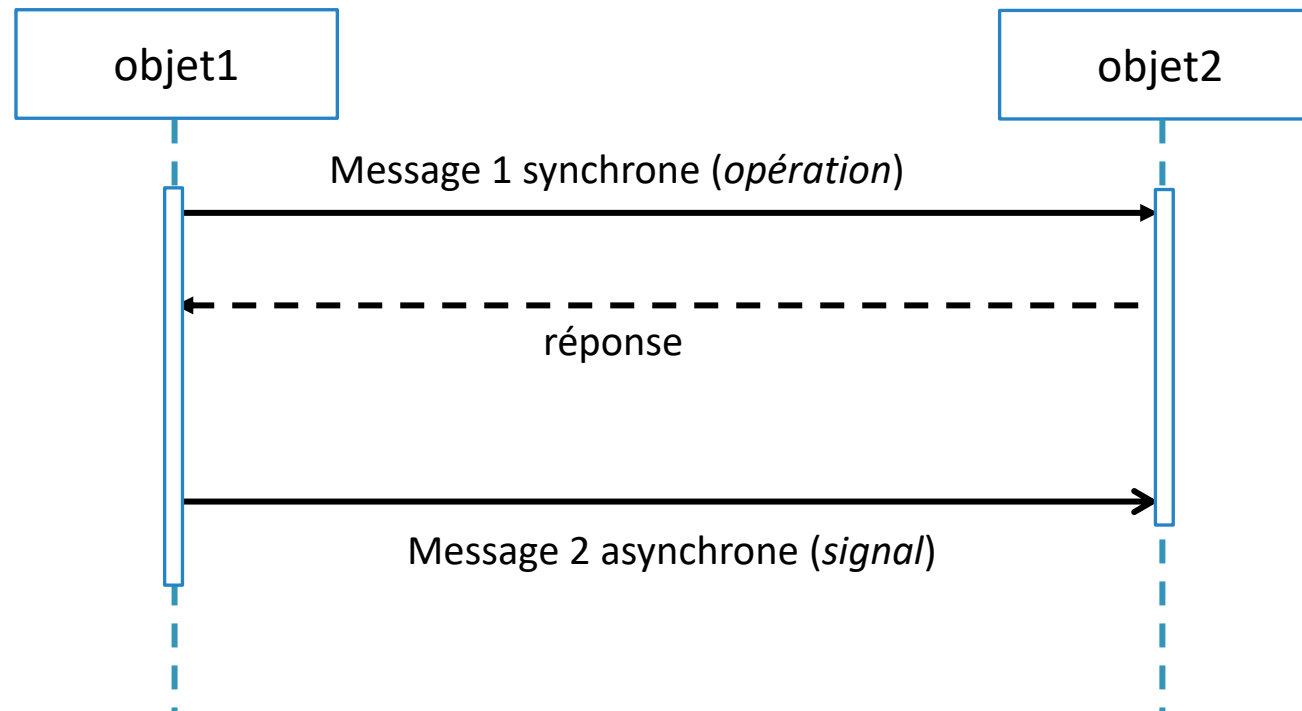 objet1
objet2
Message 1 synchrone (opération)
réponse
Message 2 asynchrone (signal)